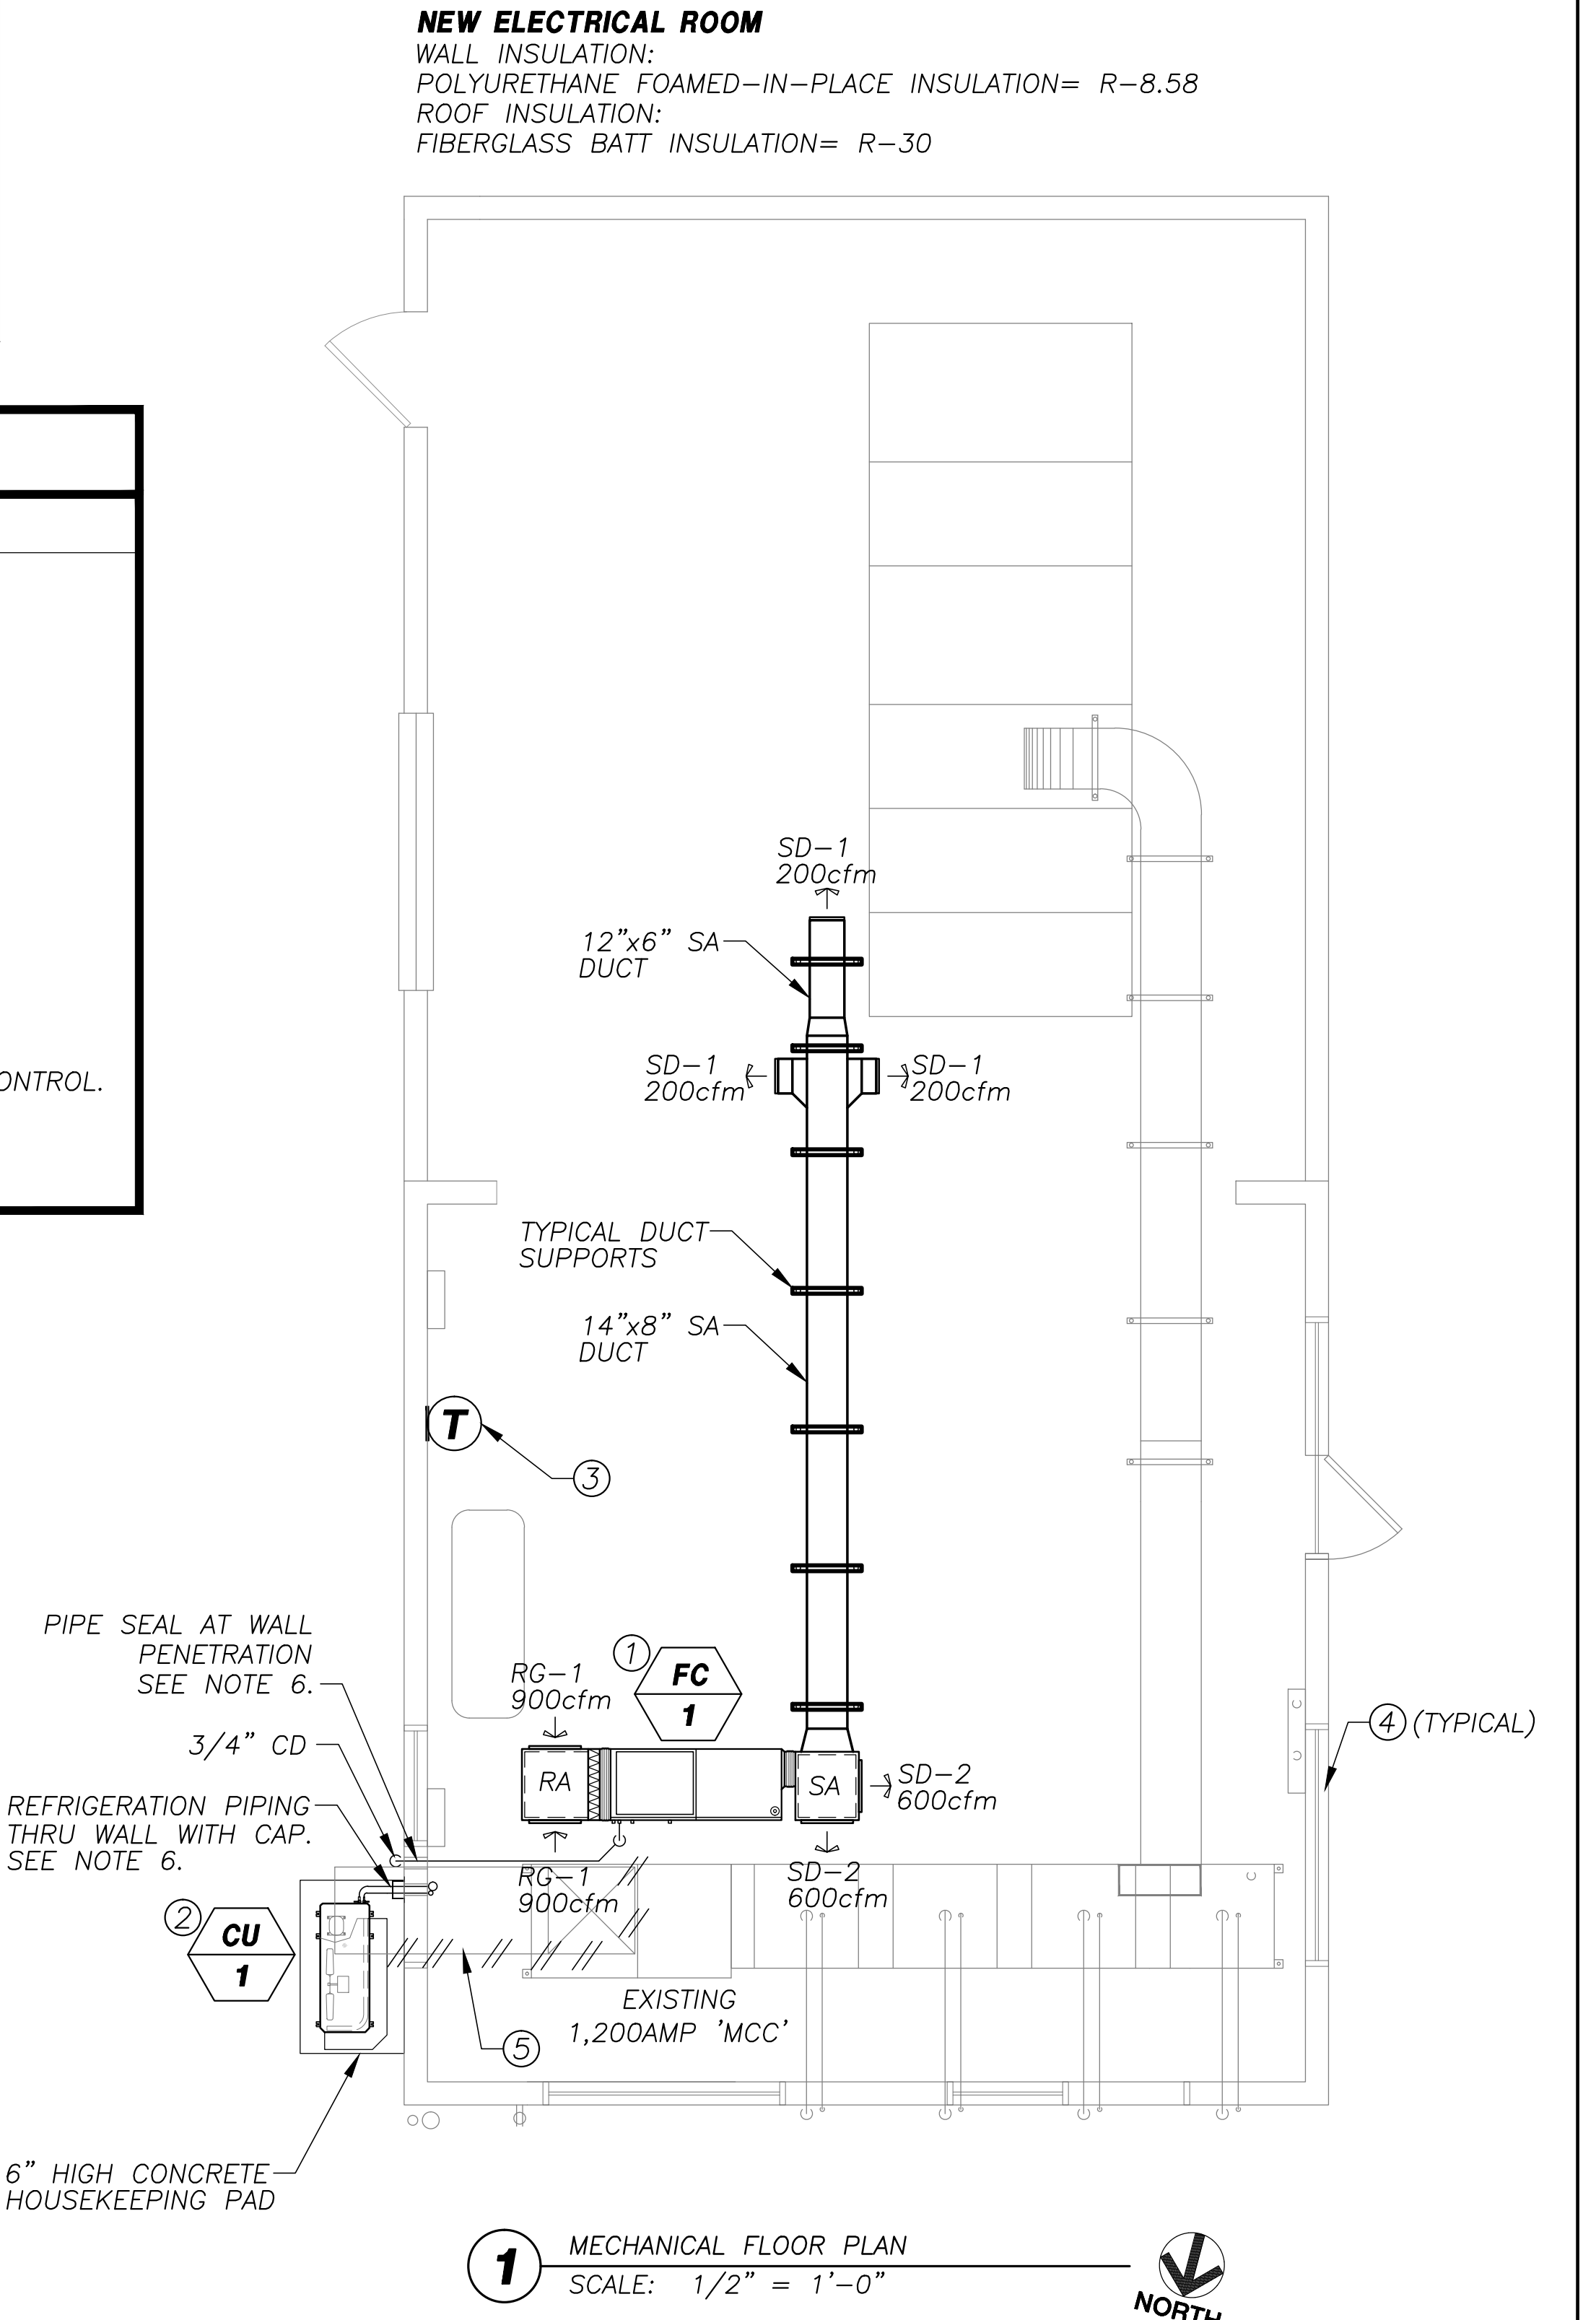 NEW ELECTRICAL ROOM
WALL INSULATION:
POLYURETHANE FOAMED-IN-PLACE INSULATION= R-8.58
ROOF INSULATION:
FIBERGLASS BATT INSULATION= R-30
SD-1
200cfm
12"x6" SA
DUCT
SD-1
200cfm
SD-1
200cfm
ONTROL.
TYPICAL DUCT
SUPPORTS
14"x8" SA
DUCT
T
3
PIPE SEAL AT WALL
PENETRATION
SEE NOTE 6.
3/4" CD
REFRIGERATION PIPING
THRU WALL WITH CAP.
SEE NOTE 6.
RG-1
900cfm
1
FC
1
4 (TYPICAL)
RA
SA
SD-2
600cfm
RG-1
900cfm
SD-2
600cfm
2
CU
1
EXISTING
1,200AMP 'MCC'
5
6" HIGH CONCRETE
HOUSEKEEPING PAD
1
MECHANICAL FLOOR PLAN
SCALE: 1/2" = 1'-0"
NORTH